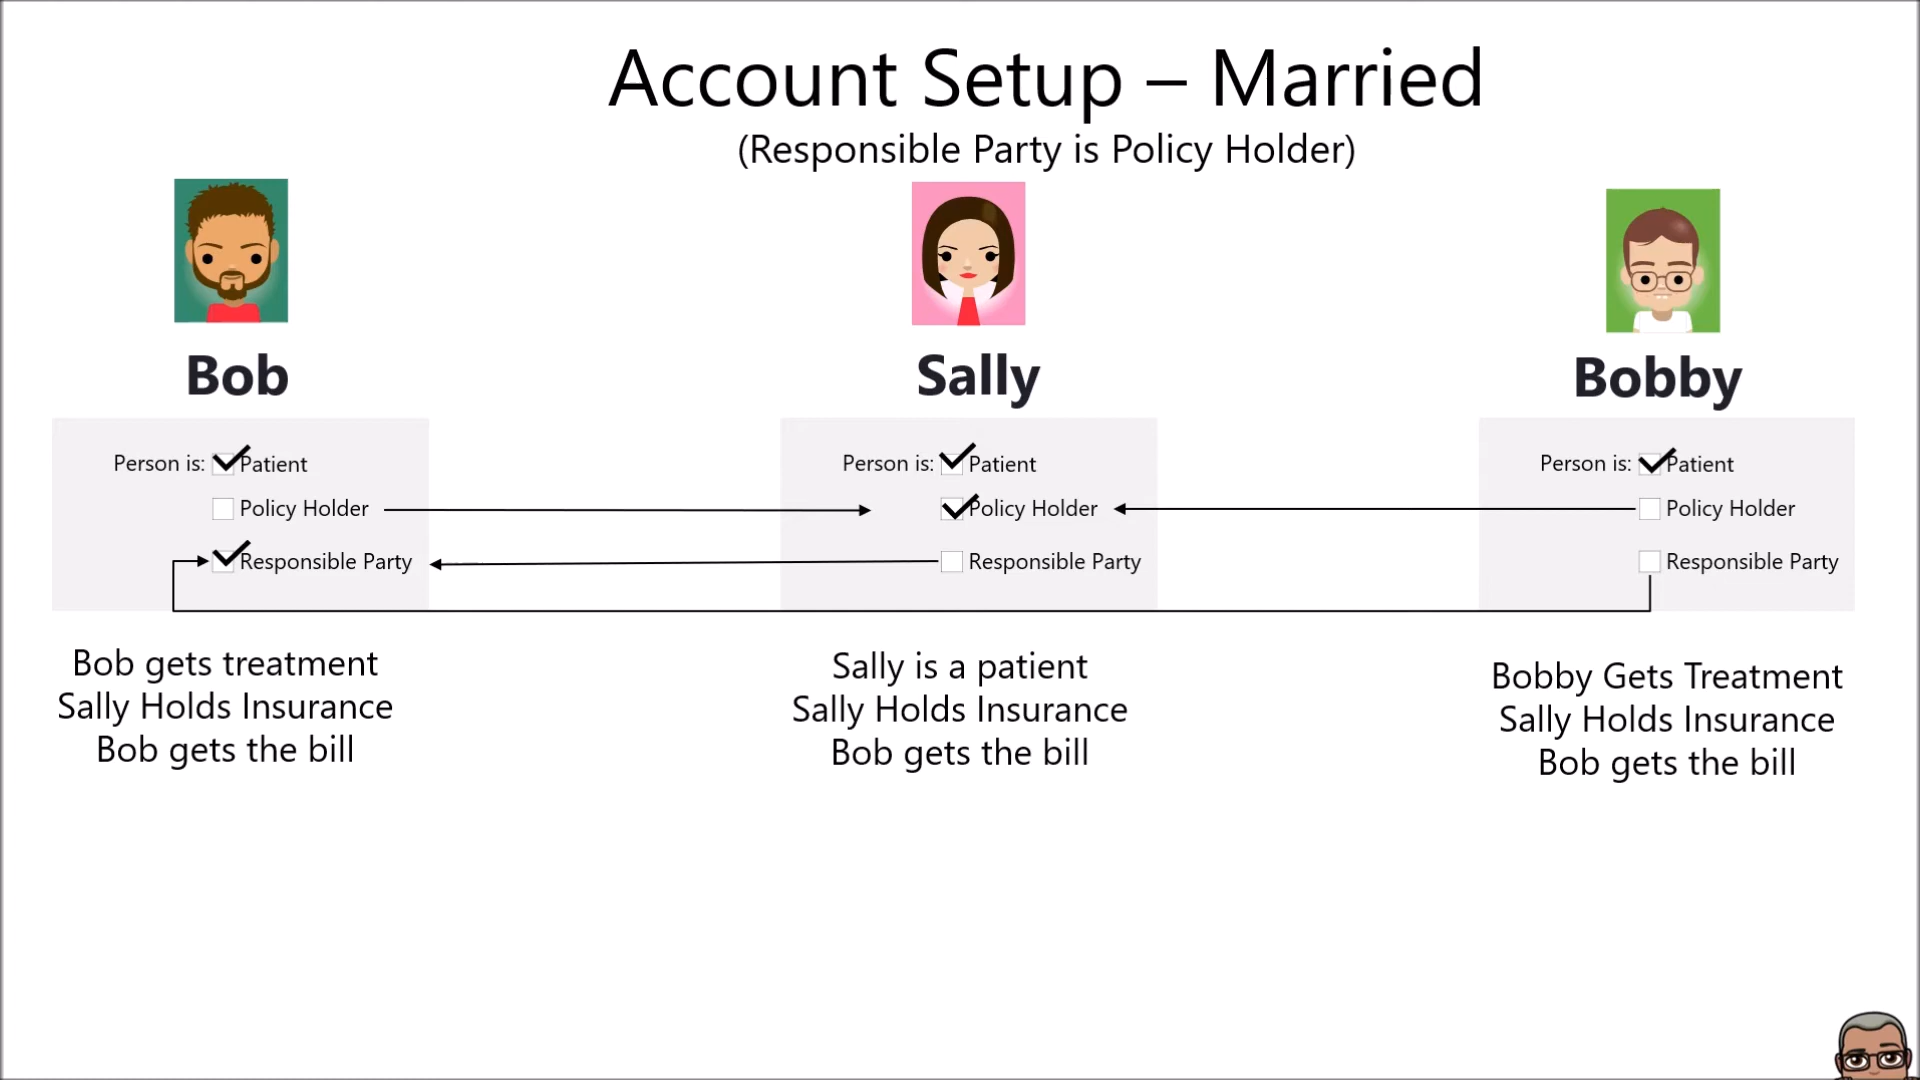 Account Setup – Married
(Responsible Party is Policy Holder)
Bob
Person is: Patient
Policy Holder
Responsible Party
Bob gets treatment
Sally Holds Insurance
Bob gets the bill
Sally
Person is: Patient
Policy Holder
Responsible Party
Sally is a patient
Sally Holds Insurance
Bob gets the bill
Bobby
Person is: Patient
Policy Holder
Responsible Party
Bobby Gets Treatment
Sally Holds Insurance
Bob gets the bill